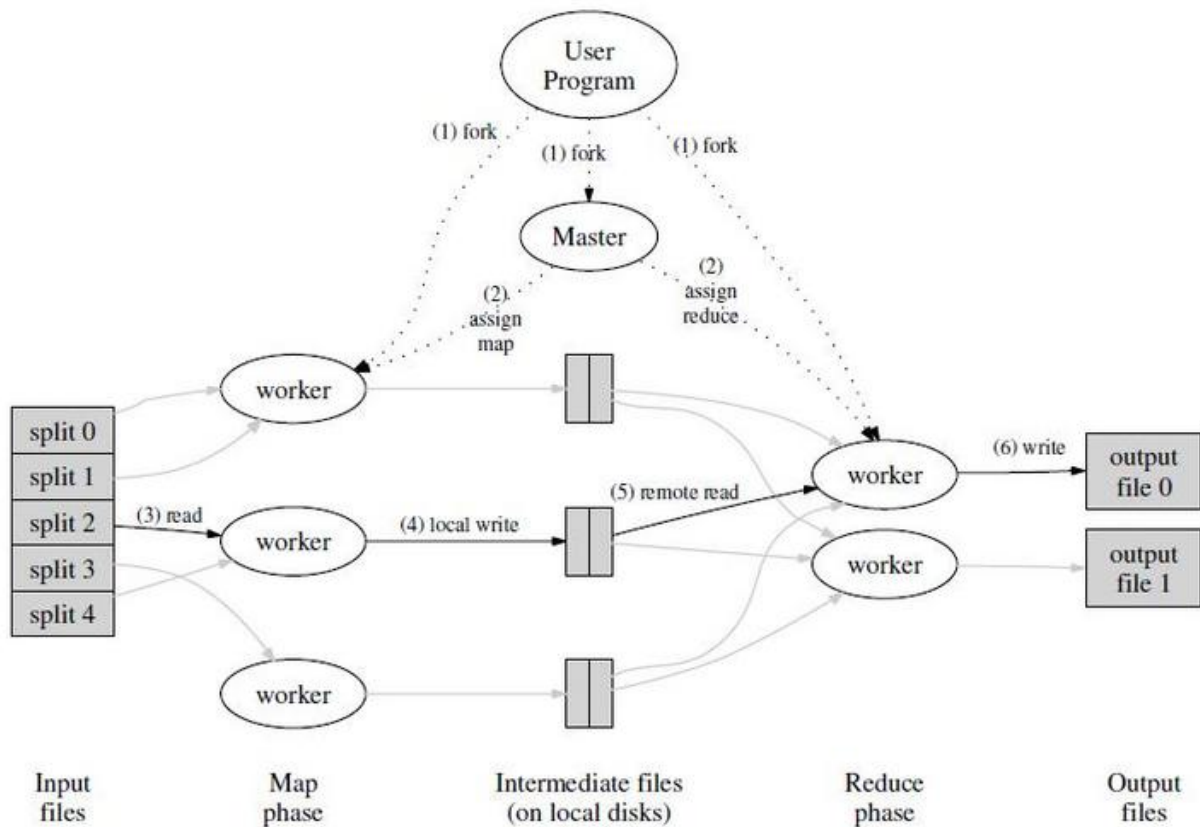 User
Program
(1) fork
(1) fork
(1) fork
Master
(2)
assign
map
(2)
assign
reduce
worker
split 0
split 1
split 2
split 3
split 4
(3) read
worker
(4) local write
(5) remote read
worker
(6) write
output
file 0
worker
output
file 1
worker
Input
files
Map
phase
Intermediate files
(on local disks)
Reduce
phase
Output
files